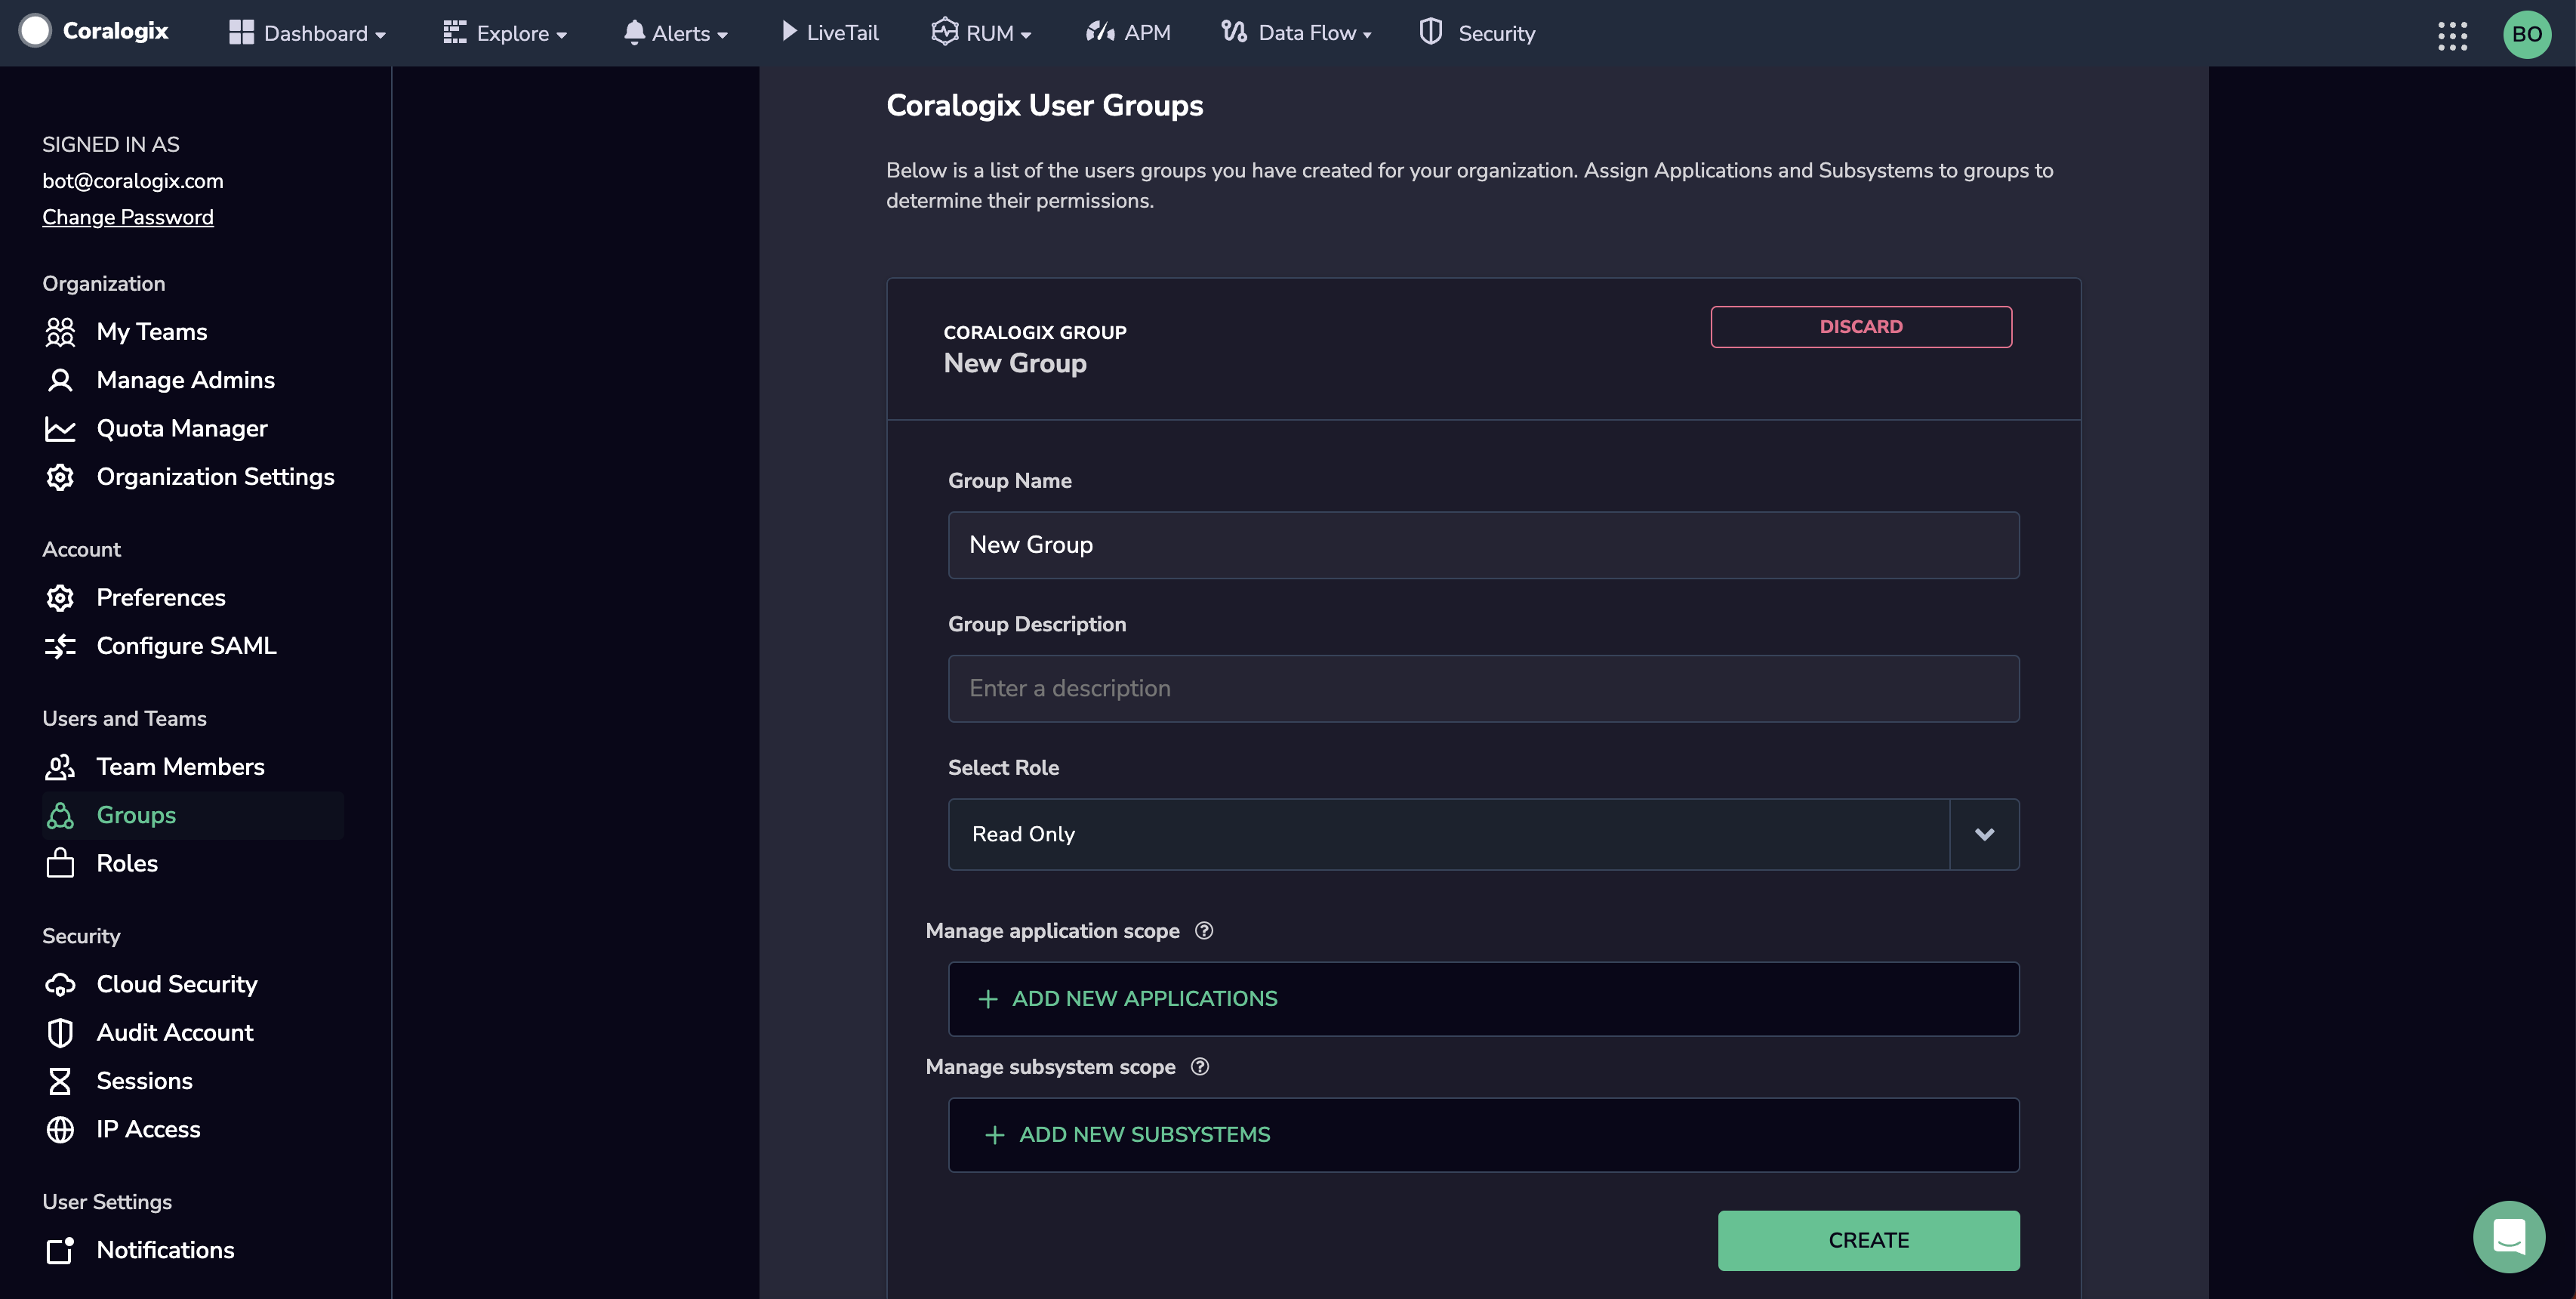 Coralogix
Dashboard
Explore
Alerts
LiveTail
RUM
APM
Data Flow
Security
BO
SIGNED IN AS
bot@coralogix.com
Change Password
Organization
My Teams
Manage Admins
Quota Manager
Organization Settings
Account
Preferences
Configure SAML
Users and Teams
Team Members
Groups
Roles
Security
Cloud Security
Audit Account
Sessions
IP Access
User Settings
Notifications
Coralogix User Groups
Below is a list of the users groups you have created for your organization. Assign Applications and Subsystems to groups to
determine their permissions.
CORALOGIX GROUP
New Group
DISCARD
Group Name
New Group
Group Description
Enter a description
Select Role
Read Only
Manage application scope ?
+ ADD NEW APPLICATIONS
Manage subsystem scope ?
+ ADD NEW SUBSYSTEMS
CREATE